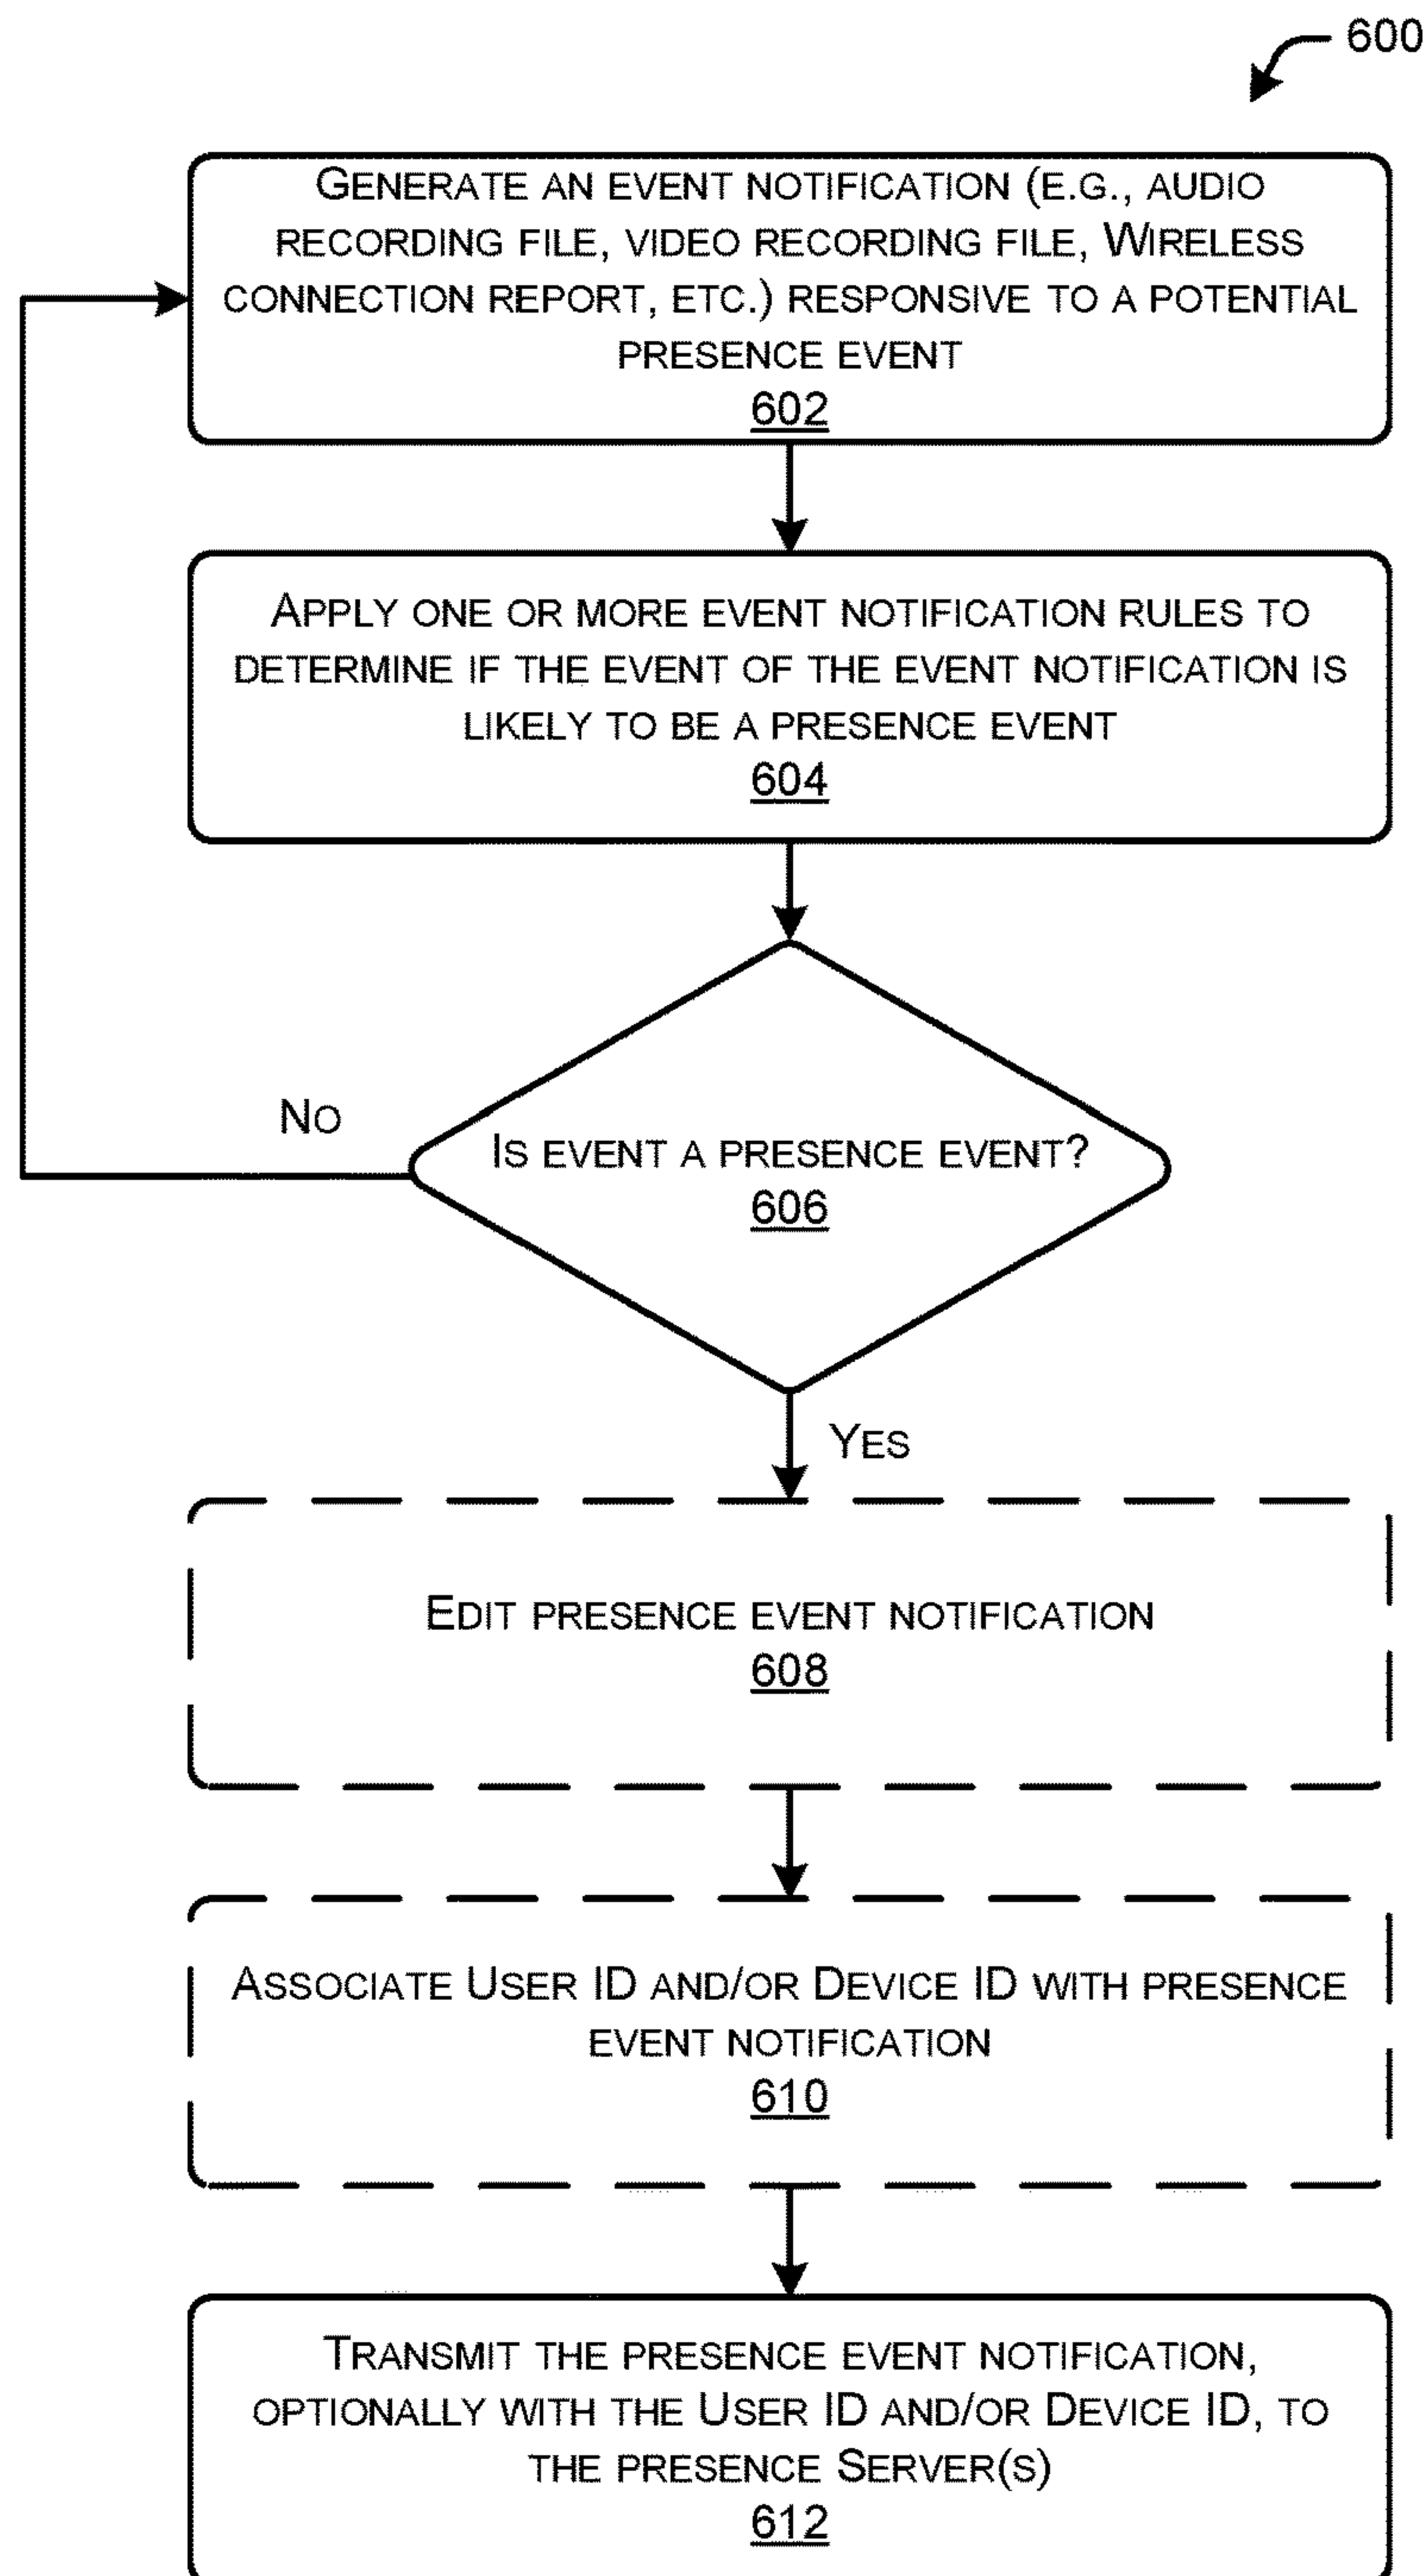 600
GENERATE AN EVENT NOTIFICATION (E.G., AUDIO
RECORDING FILE, VIDEO RECORDING FILE, WIRELESS
CONNECTION REPORT, ETC.) RESPONSIVE TO A POTENTIAL
PRESENCE EVENT
602
APPLY ONE OR MORE EVENT NOTIFICATION RULES TO
DETERMINE IF THE EVENT OF THE EVENT NOTIFICATION IS
LIKELY TO BE A PRESENCE EVENT
604
NO
IS EVENT A PRESENCE EVENT?
606
YES
EDIT PRESENCE EVENT NOTIFICATION
608
ASSOCIATE USER ID AND/OR DEVICE ID WITH PRESENCE
EVENT NOTIFICATION
610
TRANSMIT THE PRESENCE EVENT NOTIFICATION,
OPTIONALLY WITH THE USER ID AND/OR DEVICE ID, TO
THE PRESENCE SERVER(S)
612